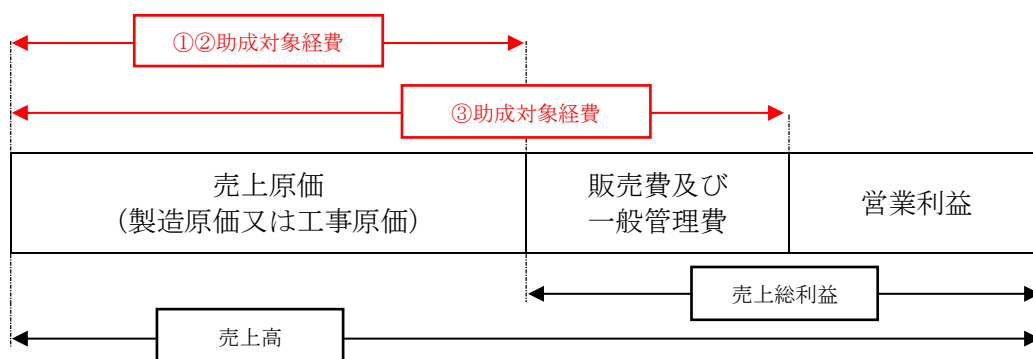 ①②助成対象経費
③助成対象経費
売上原価
（製造原価又は工事原価）
販売費及び
一般管理費
営業利益
売上総利益
売上高